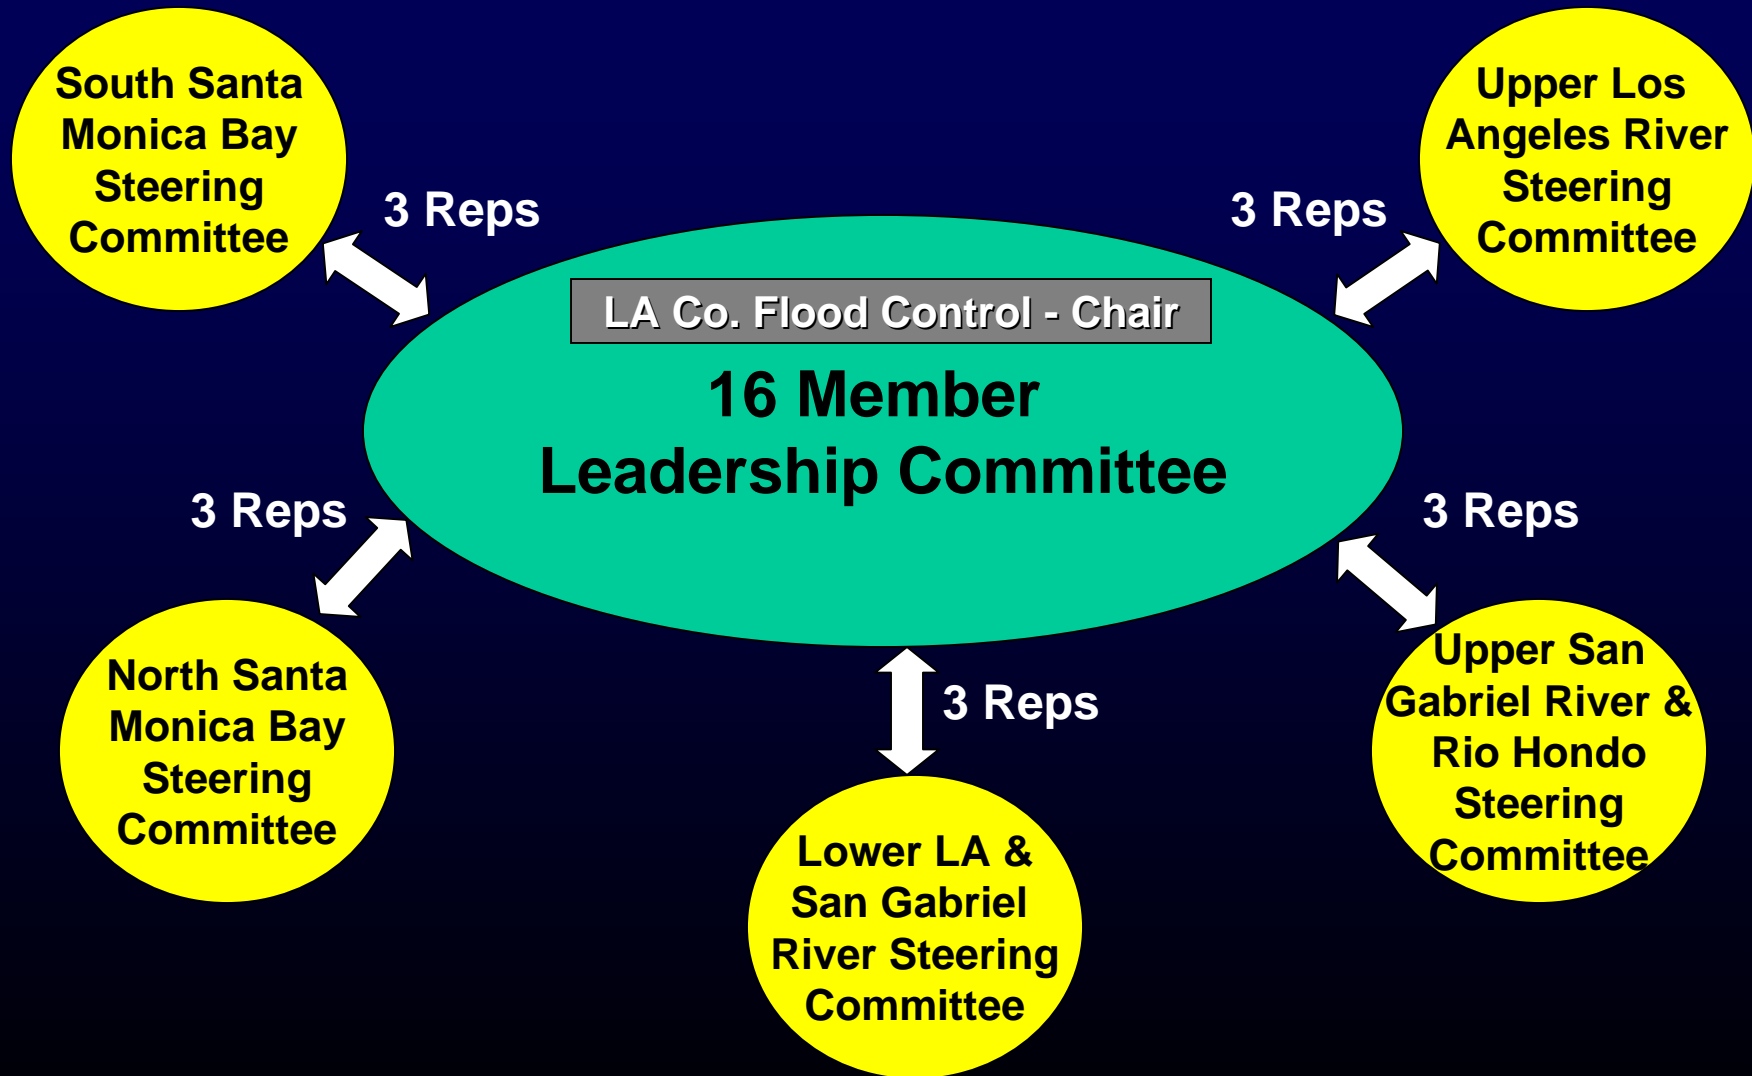 South Santa
Monica Bay
Steering
Committee
3 Reps
Upper Los
Angeles River
Steering
Committee
3 Reps
LA Co. Flood Control - Chair
16 Member
Leadership Committee
3 Reps
North Santa
Monica Bay
Steering
Committee
3 Reps
Lower LA &
San Gabriel
River Steering
Committee
3 Reps
Upper San
Gabriel River &
Rio Hondo
Steering
Committee